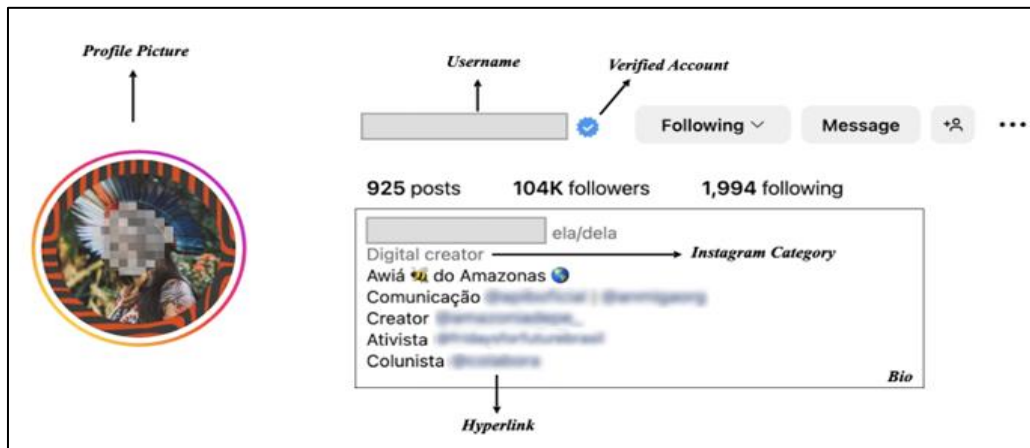 Profile Picture
Username
Verified Account
Following Message
925 posts 104K followers 1,994 following
ela/dela
Digital creator
Instagram Category
Awiá 🐝 do Amazonas 🌎
Comunicação
Creator
Ativista
Colunista
Bio
Hyperlink